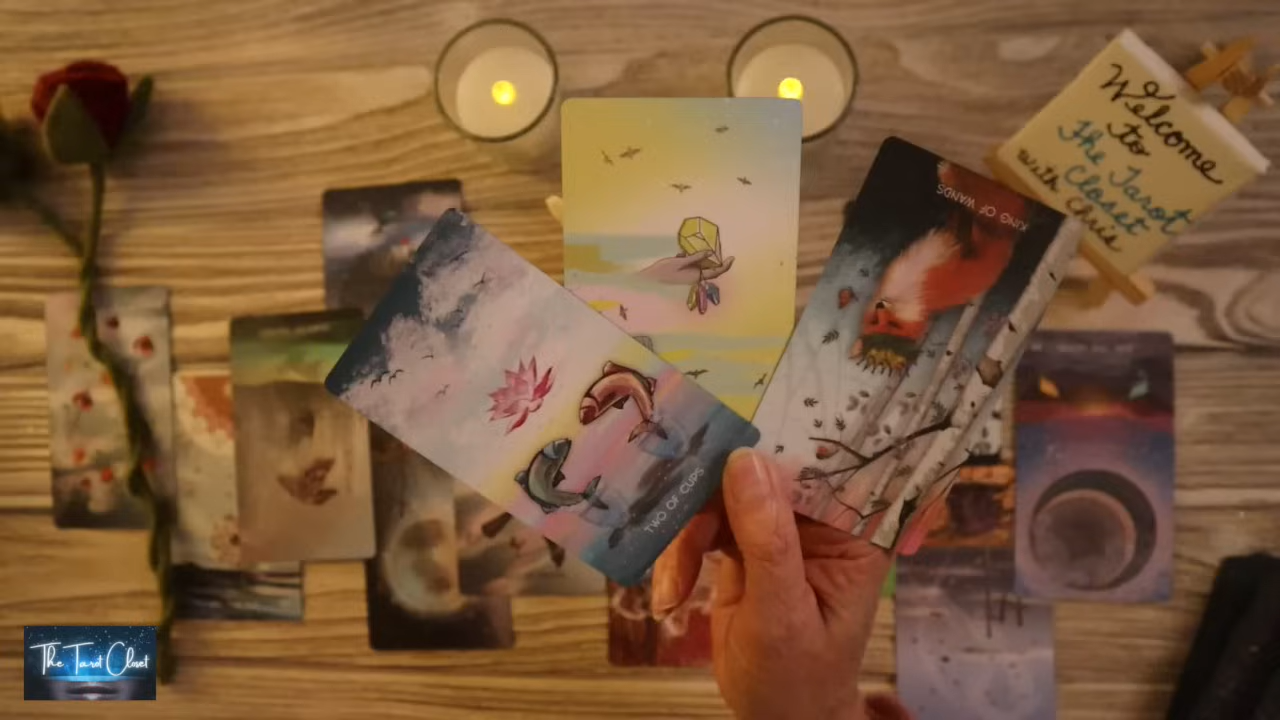 Welcome
to
The Tarot
Closet
with Chris
KING OF WANDS
TWO OF CUPS
The Tarot Closet